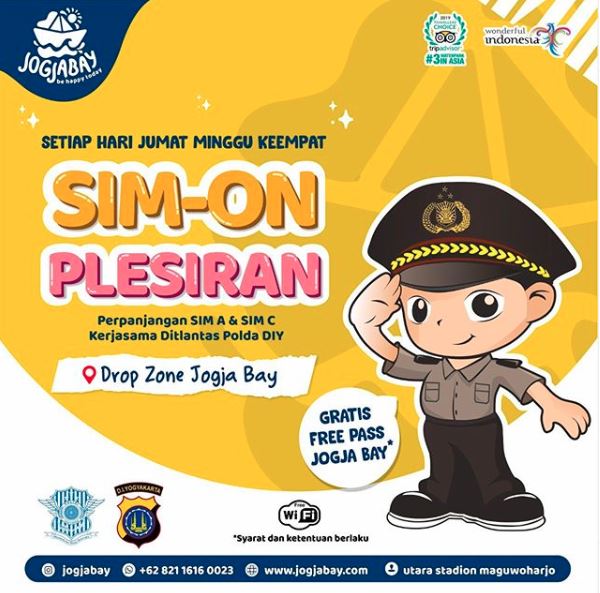 JOGJABAY
be happy today
2019
TRAVELLERS'
CHOICE
tripadvisor
#3 WATERPARK
IN ASIA
wonderful
indonesia
SETIAP HARI JUMAT MINGGU KEEMPAT
SIM-ON
PLESIRAN
Perpanjangan SIM A & SIM C
Kerjasama Ditlantas Polda DIY
Drop Zone Jogja Bay
GRATIS
FREE PASS
JOGJA BAY*
D.I.YOGYAKARTA
Free
Wi Fi
*Syarat dan ketentuan berlaku
jogjabay
+62 821 1616 0023
www.jogjabay.com
utara stadion maguwoharjo